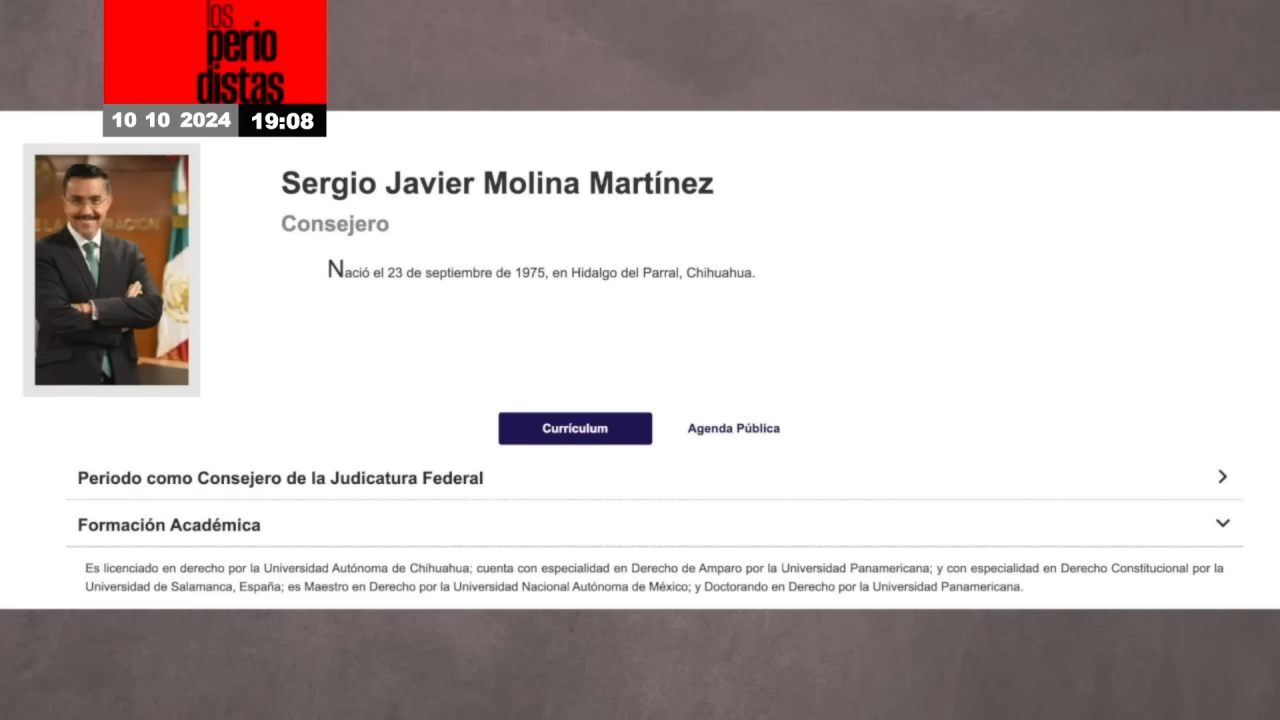 los
perio
distas
10 10 2024 19:08
Sergio Javier Molina Martínez
Consejero
Nació el 23 de septiembre de 1975, en Hidalgo del Parral, Chihuahua.
Currículum Agenda Pública
Periodo como Consejero de la Judicatura Federal
Formación Académica
Es licenciado en derecho por la Universidad Autónoma de Chihuahua; cuenta con especialidad en Derecho de Amparo por la Universidad Panamericana; y con especialidad en Derecho Constitucional por la
Universidad de Salamanca, España; es Maestro en Derecho por la Universidad Nacional Autónoma de México; y Doctorando en Derecho por la Universidad Panamericana.